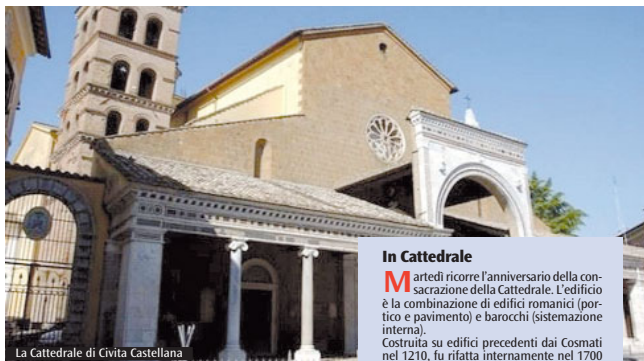 In Cattedrale
Martedì ricorre l'anniversario della con-
sacrazione della Cattedrale. L'edificio
è la combinazione di edifici romanici (por-
tico e pavimento) e barocchi (sistemazione
interna).
Costruita su edifici precedenti dai Cosmati
nel 1210, fu rifatta internamente nel 1700
La Cattedrale di Civita Castellana